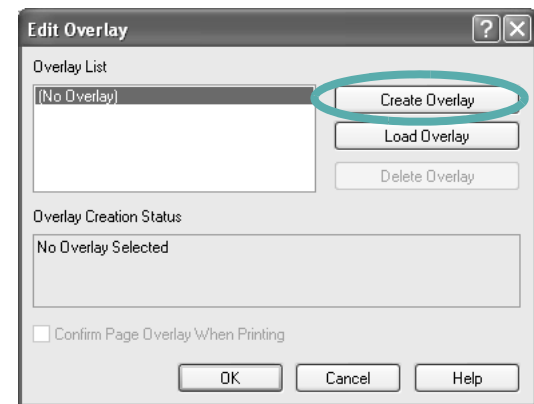 Edit Overlay
Overlay List
(No Overlay)
Create Overlay
Load Overlay
Delete Overlay
Overlay Creation Status
No Overlay Selected
Confirm Page Overlay When Printing
OK Cancel Help